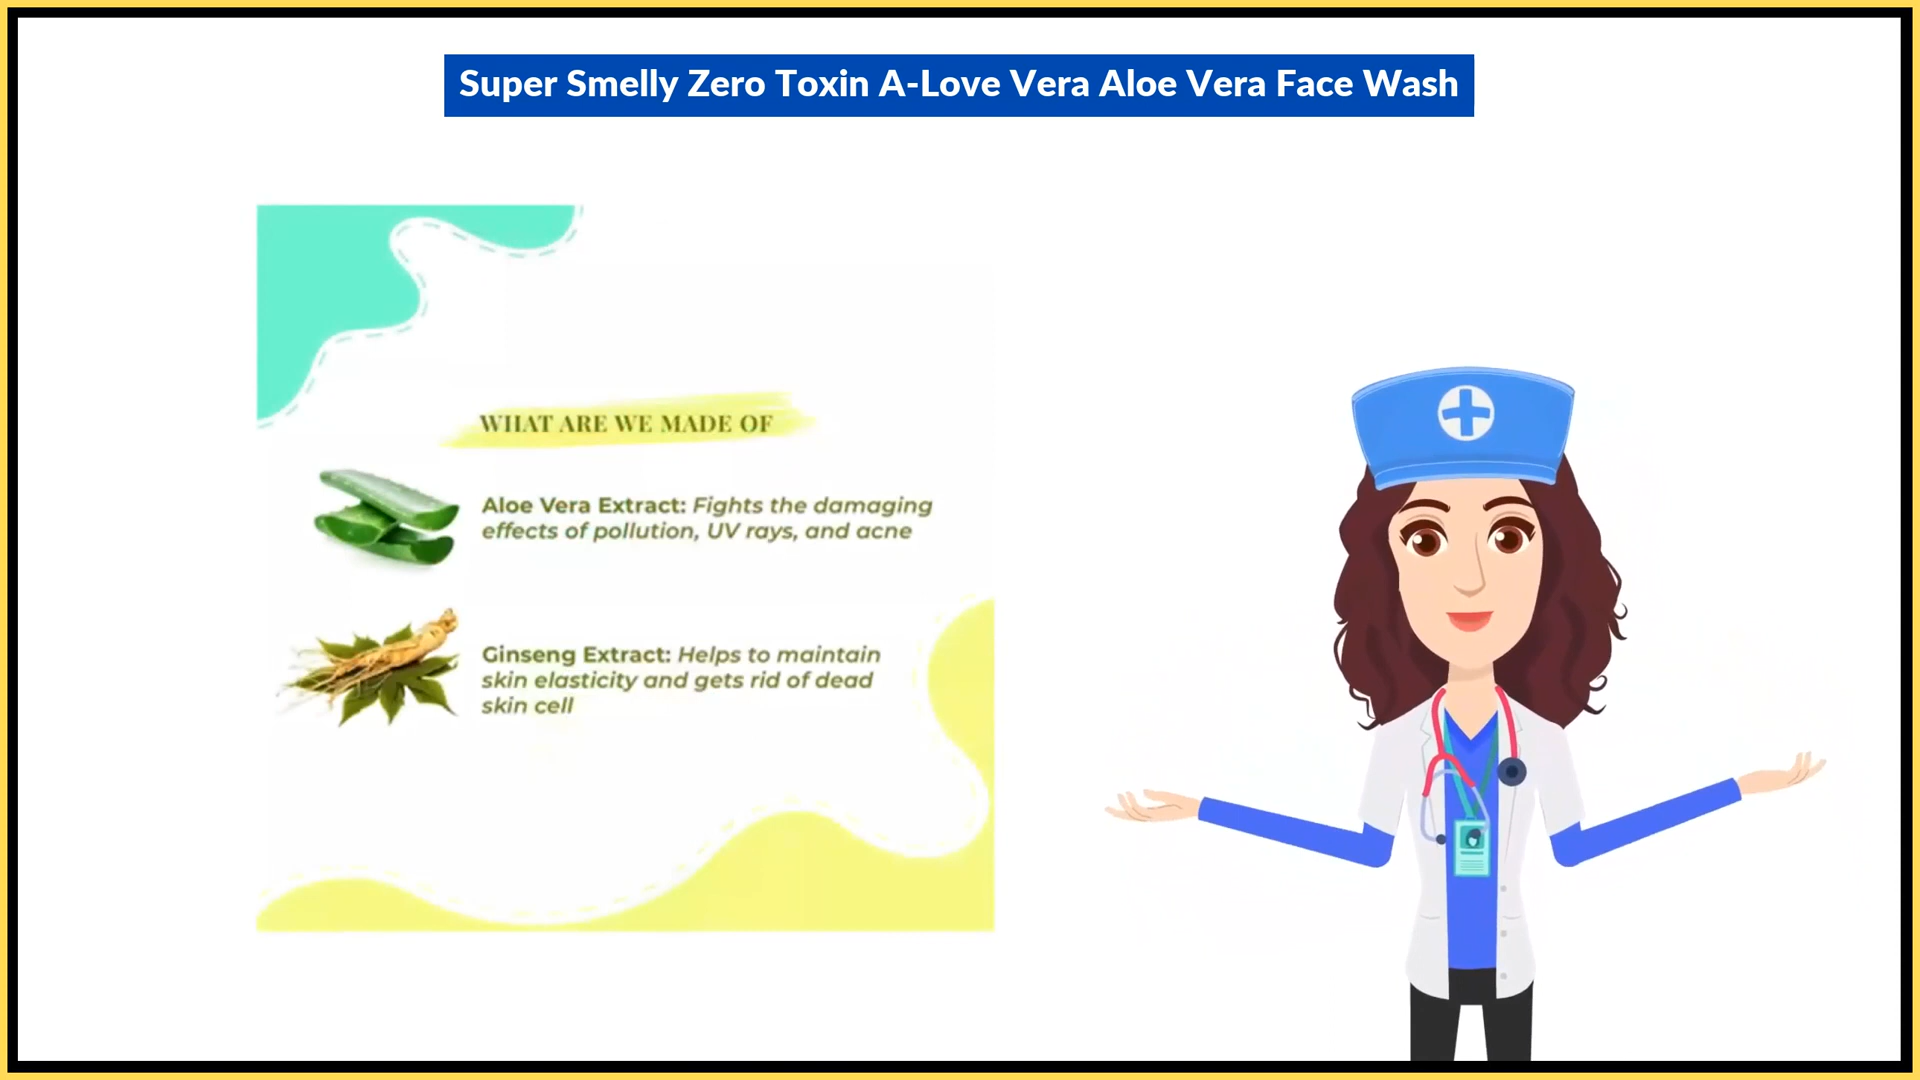 Super Smelly Zero Toxin A-Love Vera Aloe Vera Face Wash
WHAT ARE WE MADE OF
Aloe Vera Extract: Fights the damaging
effects of pollution, UV rays, and acne
Ginseng Extract: Helps to maintain
skin elasticity and gets rid of dead
skin cell